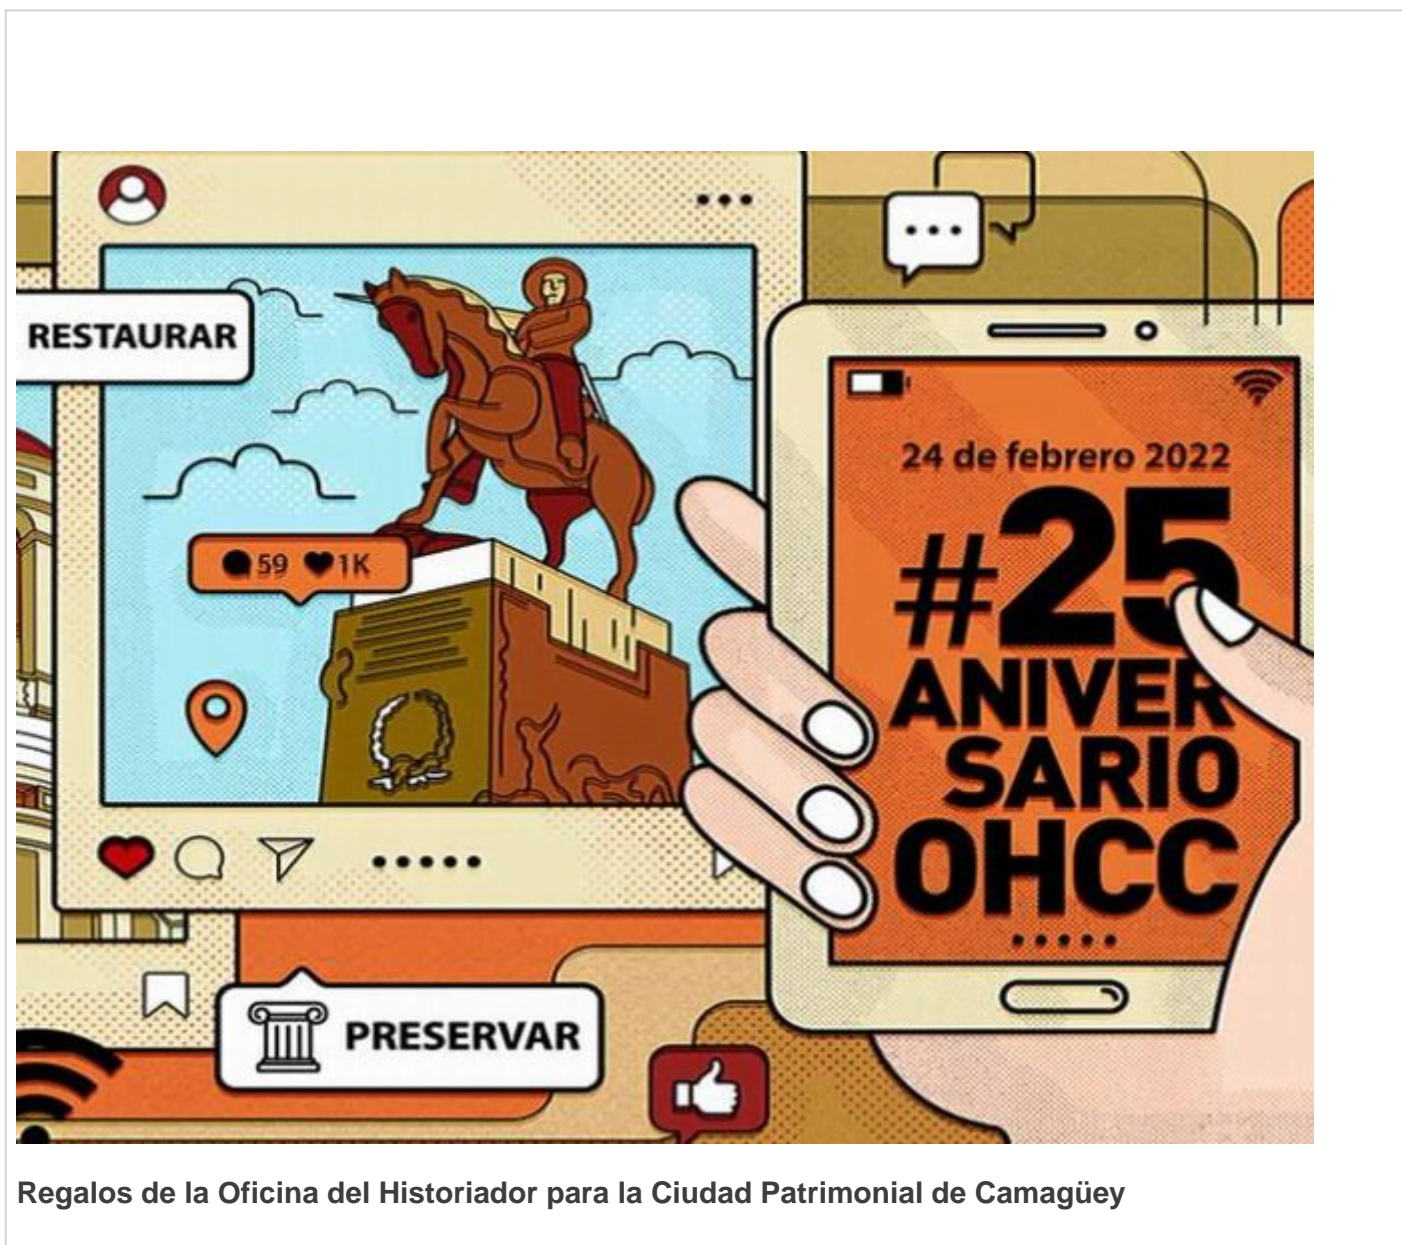 RESTAURAR
59 1K
PRESERVAR
24 de febrero 2022
#25
ANIVER
SARIO
OHCC
Regalos de la Oficina del Historiador para la Ciudad Patrimonial de Camagüey